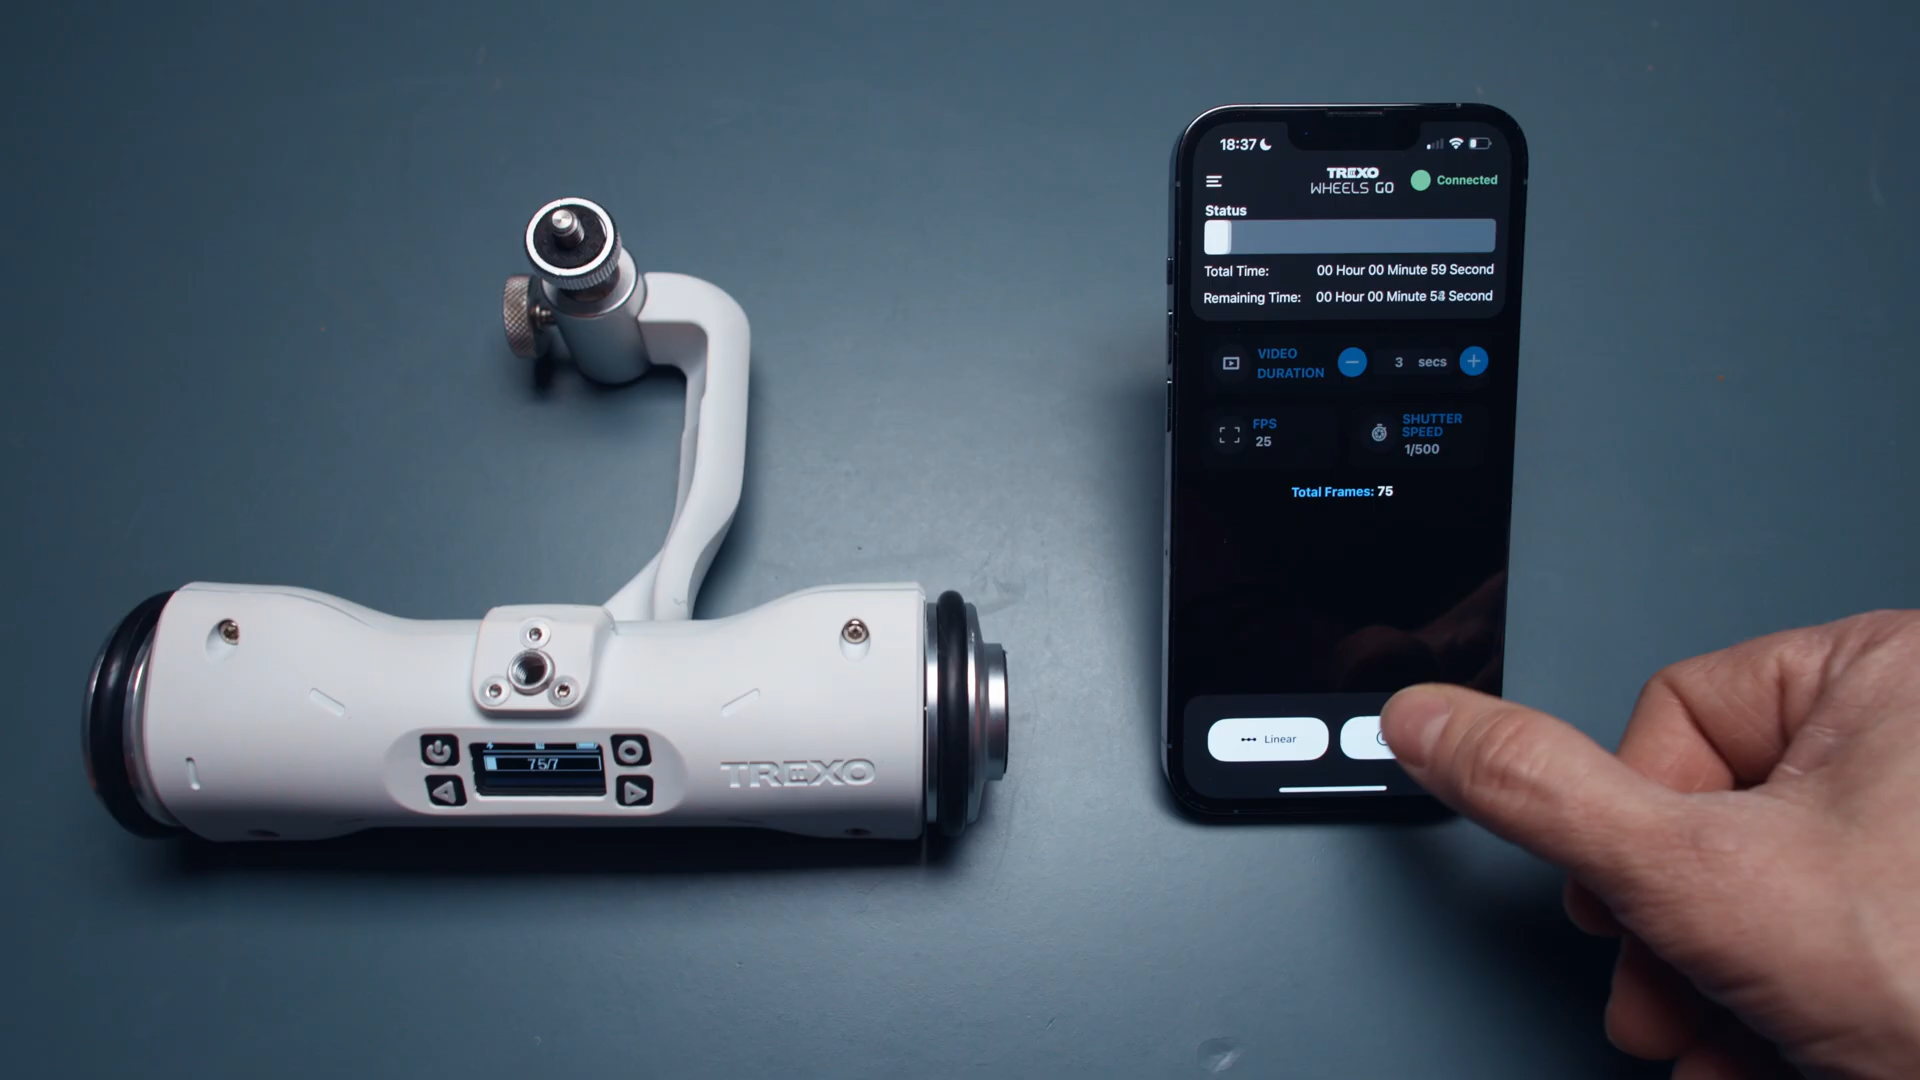 18:37
TREXO
WHEELS GO
Connected
Status
Total Time: 00 Hour 00 Minute 59 Second
Remaining Time: 00 Hour 00 Minute Second
VIDEO DURATION
3 secs
FPS
25
SHUTTER SPEED
1/500
Total Frames: 75
Linear
75/7
TREXO